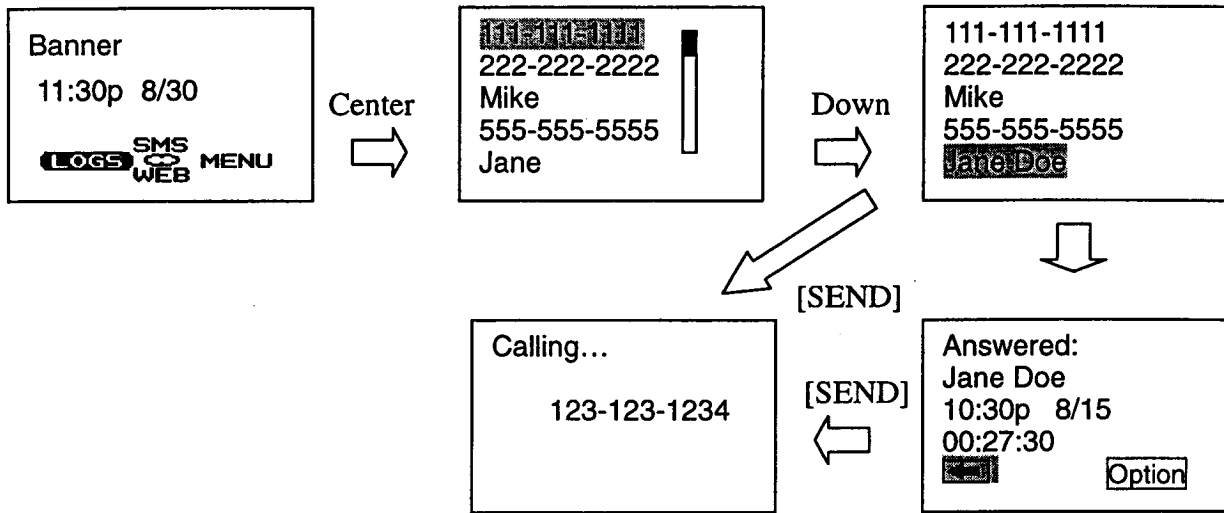 Banner
11:30p 8/30
SMS
LOGS MENU
WEB
Center
111-111-1111
222-222-2222
Mike
555-555-5555
Jane
Down
111-111-1111
222-222-2222
Mike
555-555-5555
Jane Doe
[SEND]
Calling...
123-123-1234
[SEND]
Answered:
Jane Doe
10:30p 8/15
00:27:30
Option